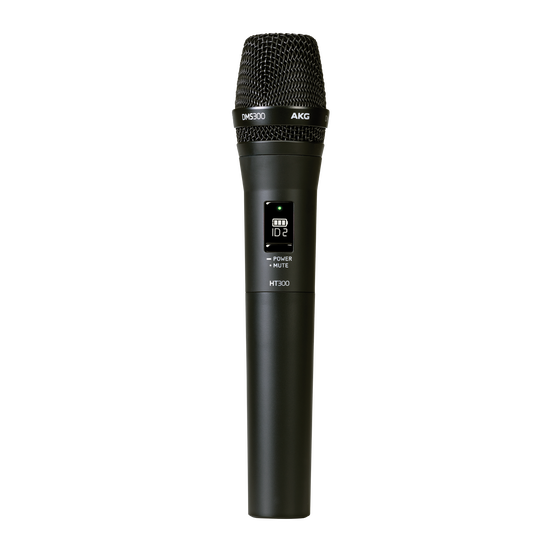 DMS300 AKG
ID 2
— POWER
• MUTE
HT300